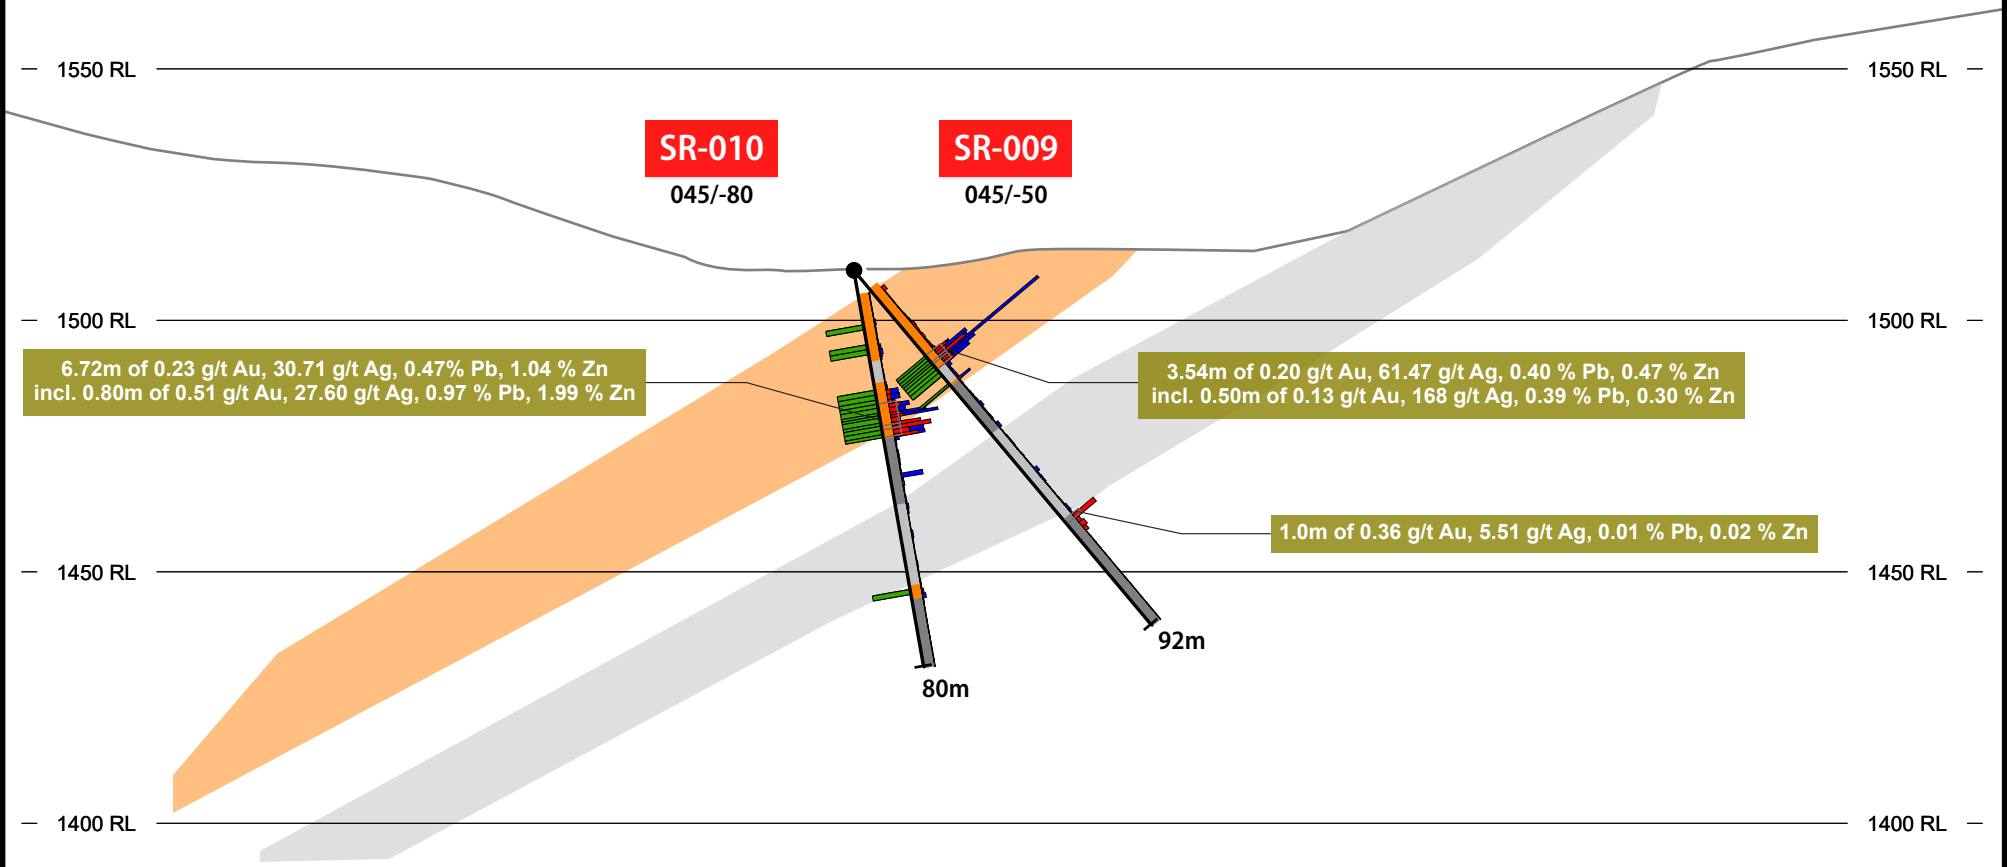 1550 RL
1550 RL
SR-010
SR-009
045/-80
045/-50
1500 RL
1500 RL
6.72m of 0.23 g/t Au, 30.71 g/t Ag, 0.47% Pb, 1.04 % Zn
incl. 0.80m of 0.51 g/t Au, 27.60 g/t Ag, 0.97 % Pb, 1.99 % Zn
3.54m of 0.20 g/t Au, 61.47 g/t Ag, 0.40 % Pb, 0.47 % Zn
incl. 0.50m of 0.13 g/t Au, 168 g/t Ag, 0.39 % Pb, 0.30 % Zn
1.0m of 0.36 g/t Au, 5.51 g/t Ag, 0.01 % Pb, 0.02 % Zn
1450 RL
1450 RL
92m
80m
1400 RL
1400 RL